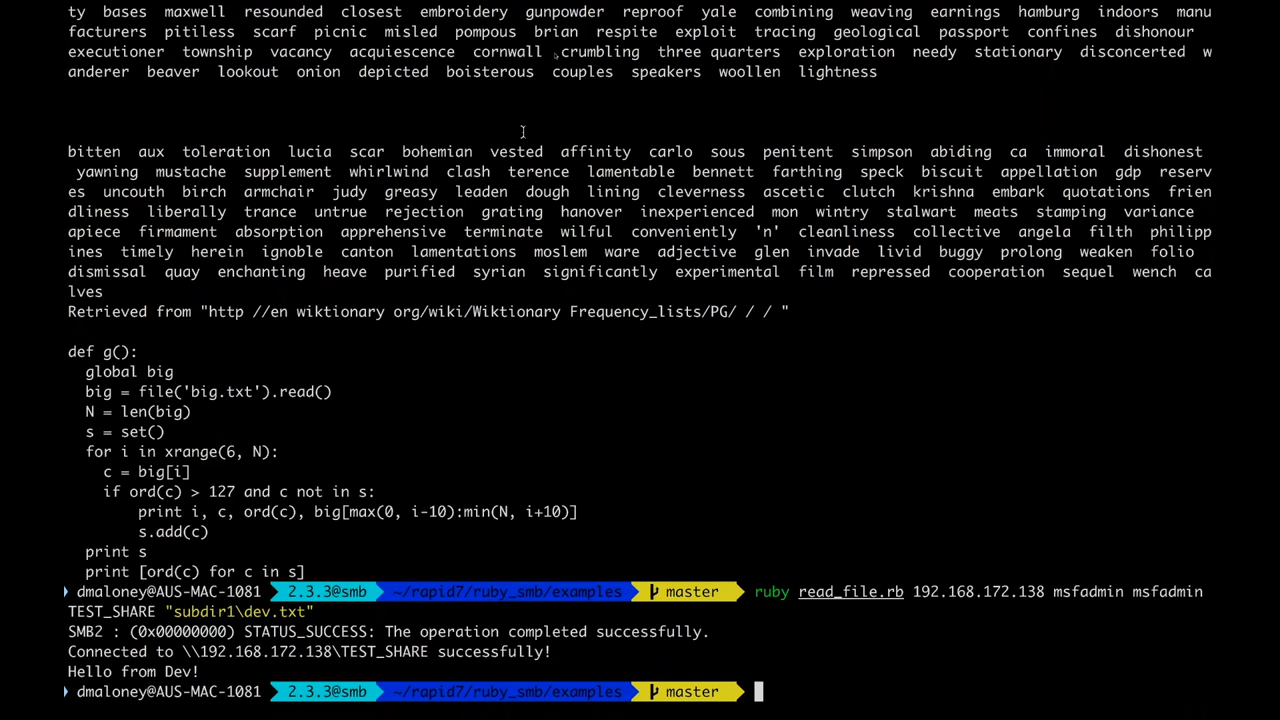 ty  bases  maxwell  resounded  closest  embroidery  gunpowder  reproof  yale  combining  weaving  earnings  hamburg  indoors  manu
facturers  pitiless  scarf  picnic  misled  pompous  brian  respite  exploit  tracing  geological  passport  confines  dishonour
executioner  township  vacancy  acquiescence  cornwall  crumbling  three quarters  exploration  needy  stationary  disconcerted  w
anderer  beaver  lookout  onion  depicted  boisterous  couples  speakers  woollen  lightness
bitten  aux  toleration  lucia  scar  bohemian  vested  affinity  carlo  sous  penitent  simpson  abiding  ca  immoral  dishonest
yawning  mustache  supplement  whirlwind  clash  terence  lamentable  bennett  farthing  speck  biscuit  appellation  gdp  reserv
es  uncouth  birch  armchair  judy  greasy  leaden  dough  lining  cleverness  ascetic  clutch  krishna  embark  quotations  frien
dliness  liberally  trance  untrue  rejection  grating  hanover  inexperienced  mon  wintry  stalwart  meats  stamping  variance
apiece  firmament  absorption  apprehensive  terminate  wilful  conveniently  'n'  cleanliness  collective  angela  filth  philipp
ines  timely  herein  ignoble  canton  lamentations  moslem  ware  adjective  glen  invade  livid  buggy  prolong  weaken  folio
dismissal  quay  enchanting  heave  purified  syrian  significantly  experimental  film  repressed  cooperation  sequel  wench  ca
lves
Retrieved from "http //en wiktionary org/wiki/Wiktionary Frequency_lists/PG/ / / "
def g():
  global big
  big = file('big.txt').read()
  N = len(big)
  s = set()
  for i in xrange(6, N):
    c = big[i]
    if ord(c) > 127 and c not in s:
        print i, c, ord(c), big[max(0, i-10):min(N, i+10)]
        s.add(c)
  print s
  print [ord(c) for c in s]
dmaloney@AUS-MAC-1081 2.3.3@smb ~/rapid7/ruby_smb/examples master ruby read_file.rb 192.168.172.138 msfadmin msfadmin
TEST_SHARE "subdir1\dev.txt"
SMB2 : (0x00000000) STATUS_SUCCESS: The operation completed successfully.
Connected to \\192.168.172.138\TEST_SHARE successfully!
Hello from Dev!
dmaloney@AUS-MAC-1081 2.3.3@smb ~/rapid7/ruby_smb/examples master